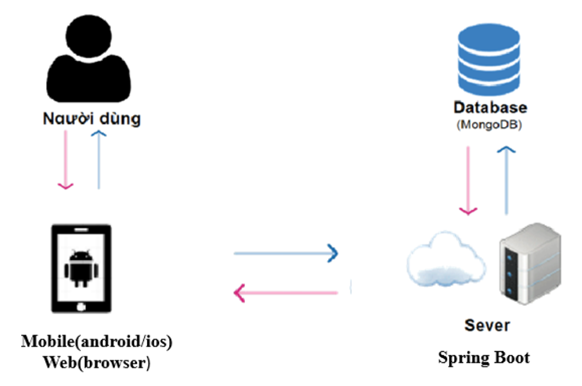 Người dùng
Database
(MongoDB)
Mobile(android/ios)
Web(browser)
Sever
Spring Boot